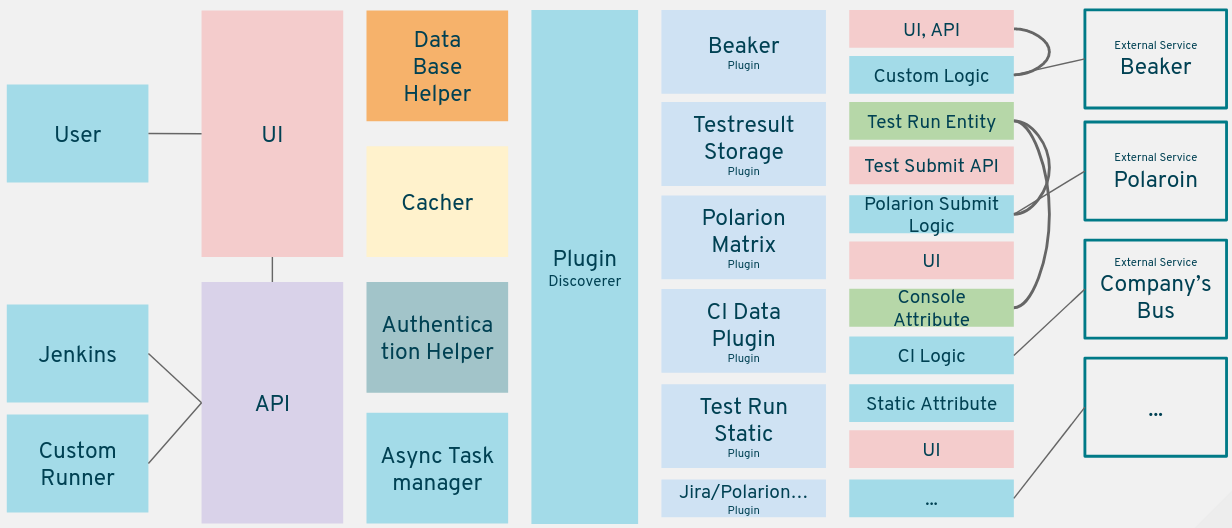 User
Jenkins
Custom
Runner
UI
API
Data
Base
Helper
Cacher
Authentica
tion Helper
Async Task
manager
Plugin
Discoverer
Beaker
Plugin
Testresult
Storage
Plugin
Polarion
Matrix
Plugin
CI Data
Plugin
Plugin
Test Run
Static
Plugin
Jira/Polarion...
Plugin
UI, API
Custom Logic
Test Run Entity
Test Submit API
Polarion Submit
Logic
UI
Console
Attribute
CI Logic
Static Attribute
UI
...
External Service
Beaker
External Service
Polaroin
External Service
Company's
Bus
...